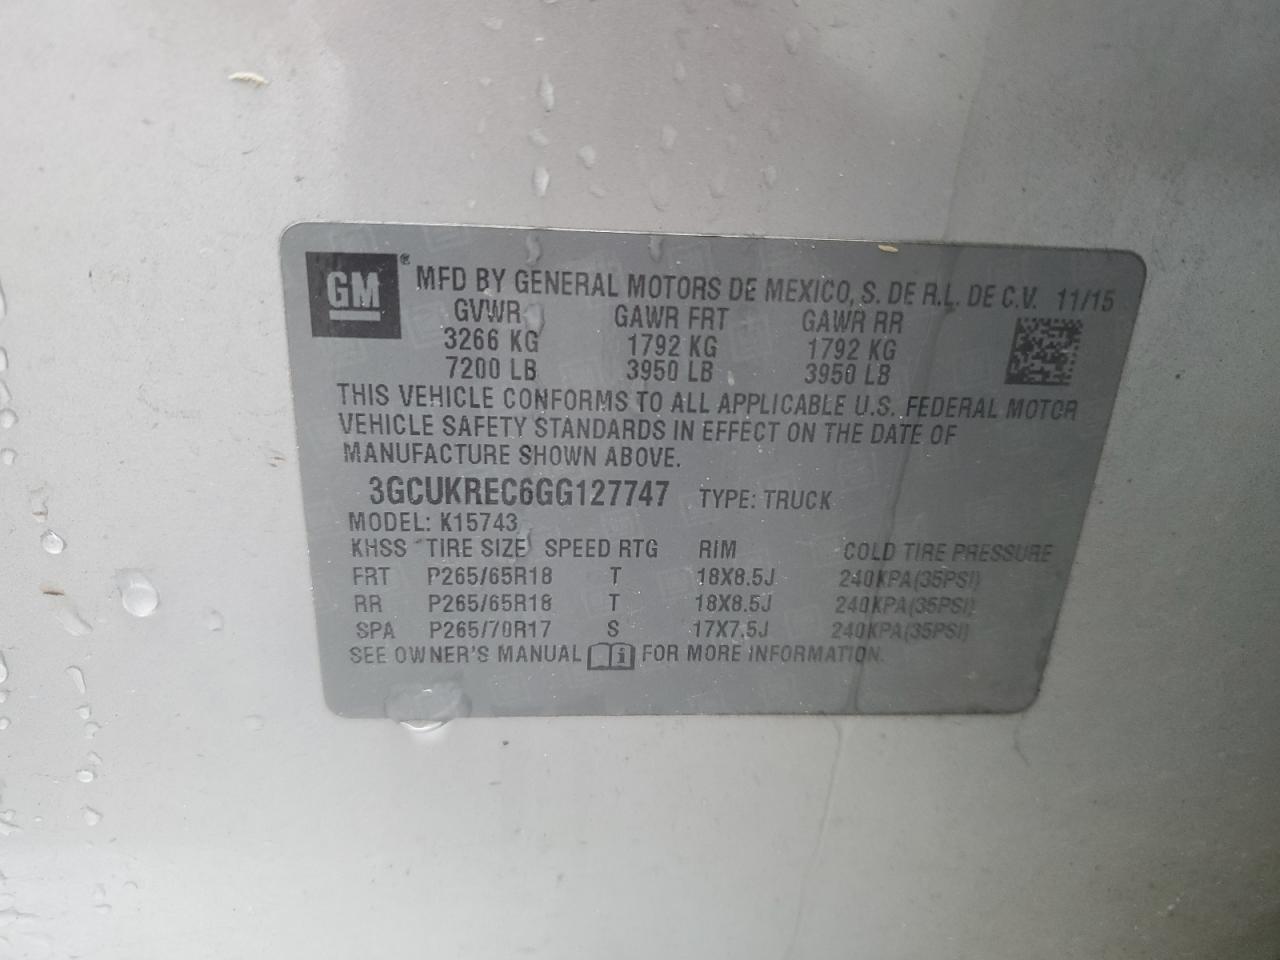 GM ® MFD BY GENERAL MOTORS DE MEXICO, S. DE R.L. DE C.V. 11/15
GVWR GAWR FRT GAWR RR
3266 KG 1792 KG 1792 KG
7200 LB 3950 LB 3950 LB
THIS VEHICLE CONFORMS TO ALL APPLICABLE U.S. FEDERAL MOTOR
VEHICLE SAFETY STANDARDS IN EFFECT ON THE DATE OF
MANUFACTURE SHOWN ABOVE.
3GCUKREC6GG127747 TYPE: TRUCK
MODEL: K15743
KHSS TIRE SIZE SPEED RTG RIM COLD TIRE PRESSURE
FRT P265/65R18 T 18X8.5J 240KPA(35PSI)
RR P265/65R18 T 18X8.5J 240KPA(35PSI)
SPA P265/70R17 S 17X7.5J 240KPA(35PSI)
SEE OWNER'S MANUAL i FOR MORE INFORMATION.